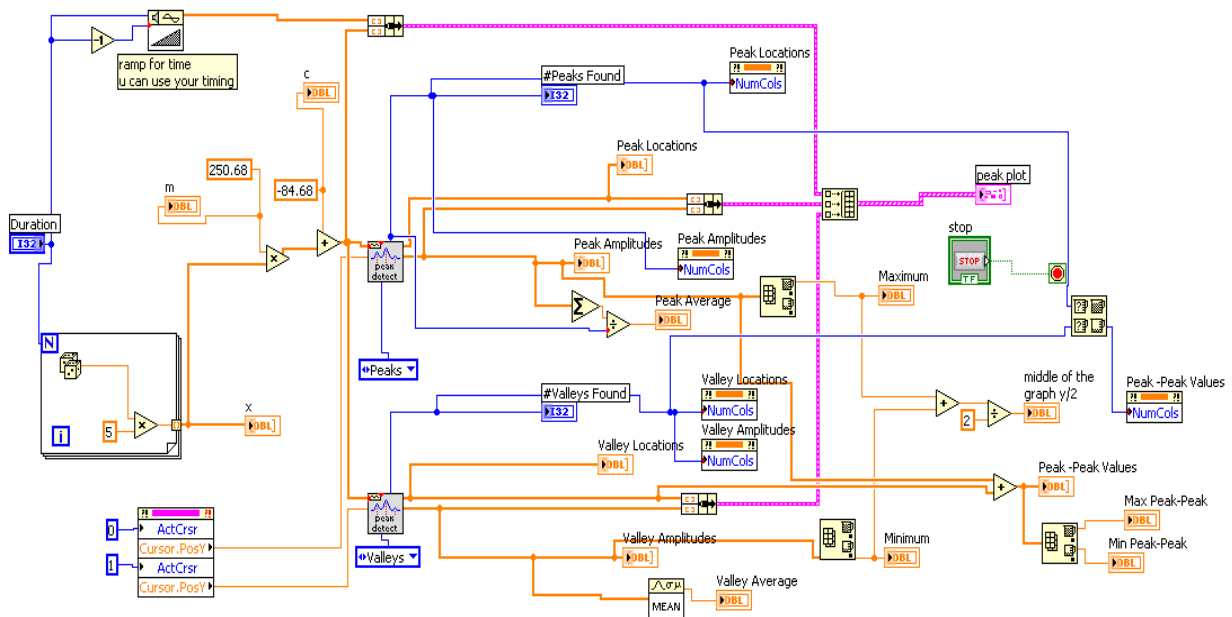 -1
ramp for time
u can use your timing
c
DBL
Peak Locations
NumCols
#Peaks Found
I32
250.68
-84.68
m
DBL
Peak Locations
DBL]
peak plot
Duration
I32
stop
STOP
TF
peak
detect
Peak Amplitudes
DBL]
Peak Amplitudes
NumCols
Maximum
DBL
Peak Average
DBL
Peaks
N
i
5
x
DBL]
#Valleys Found
I32
Valley Locations
NumCols
Valley Amplitudes
NumCols
middle of the
graph y/2
2
DBL
Peak -Peak Values
NumCols
Valley Locations
DBL]
Peak -Peak Values
DBL]
Max Peak-Peak
DBL
Min Peak-Peak
DBL
peak
detect
Valleys
0
ActCrsr
Cursor.PosY
1
ActCrsr
Cursor.PosY
Valley Amplitudes
DBL]
Minimum
DBL
σμ
MEAN
Valley Average
DBL